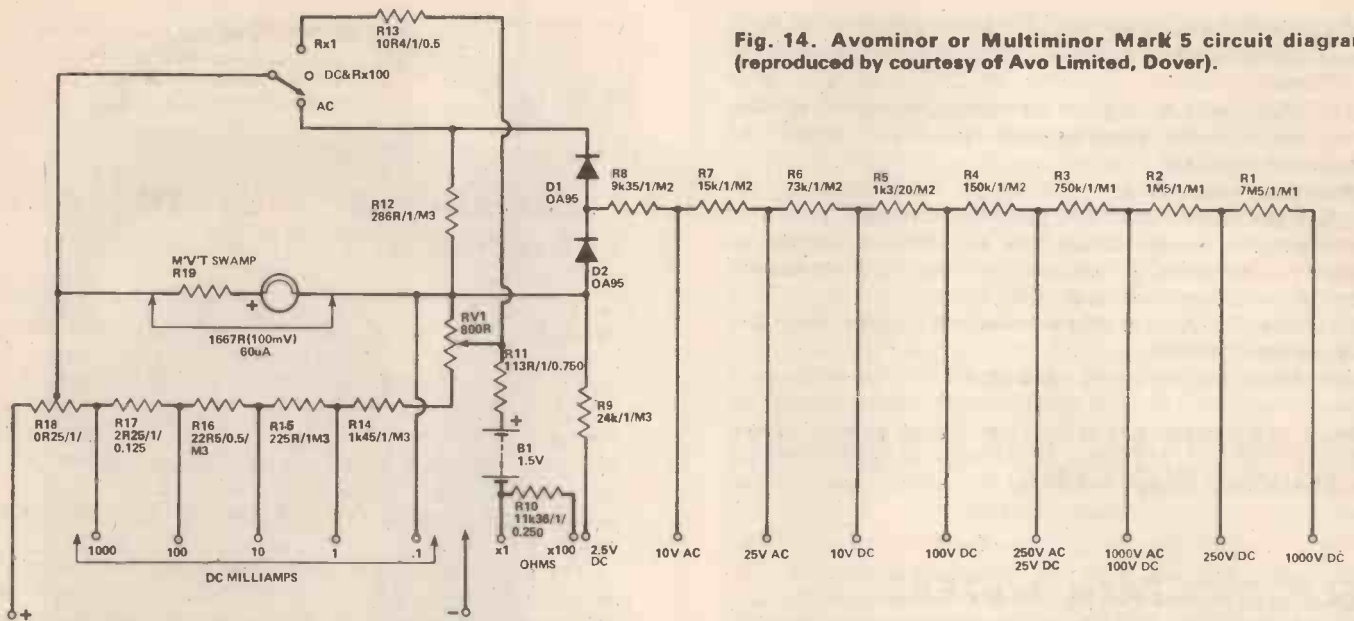 Fig. 14. Avominor or Multiminor Mark 5 circuit diagram
(reproduced by courtesy of Avo Limited, Dover).
R13
10R4/1/0.5
Rx1
DC&Rx100
AC
R12
286R/1/M3
D1
OA95
D2
OA95
R8
9k35/1/M2
R7
15k/1/M2
R6
73k/1/M2
R5
1k3/20/M2
R4
150k/1/M2
R3
750k/1/M1
R2
1M5/1/M1
R1
7M5/1/M1
M'V'T SWAMP
R19
+
1667R(100mV)
60uA
RV1
800R
R11
113R/1/0.750
R9
24k/1/M3
R18
0R25/1/
R17
2R25/1/
0.125
R16
22R5/0.5/
M3
R15
225R/1M3
R14
1k45/1/M3
+
B1
1.5V
R10
11k36/1/
0.250
1000
100
10
1
.1
DC MILLIAMPS
x1
x100
OHMS
2.5V
DC
10V AC
25V AC
10V DC
100V DC
250V AC
25V DC
1000V AC
100V DC
250V DC
1000V DC
+
-